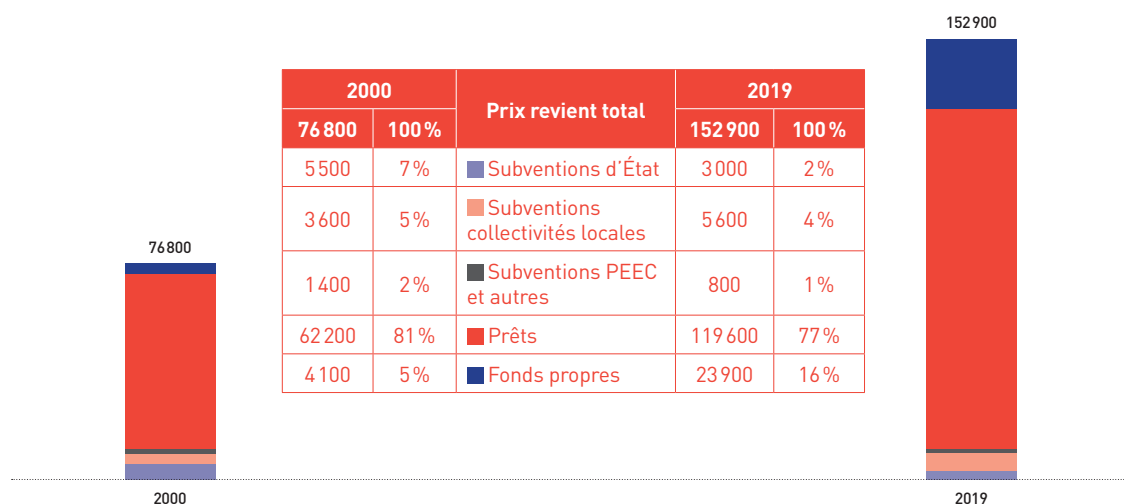 152 900
2000 Prix revient total 2019
76 800 100 % 152 900 100 %
5 500 7 % Subventions d'État 3 000 2 %
3 600 5 % Subventions collectivités locales 5 600 4 %
1 400 2 % Subventions PEEC et autres 800 1 %
62 200 81 % Prêts 119 600 77 %
4 100 5 % Fonds propres 23 900 16 %
76 800
2000
2019